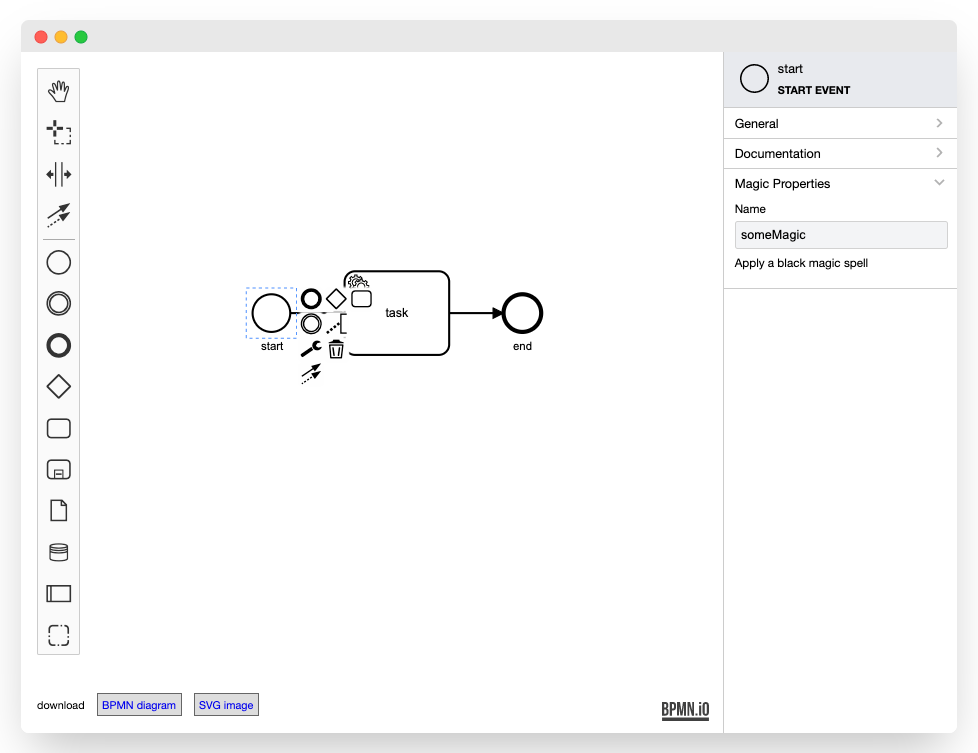 start
START EVENT
General
Documentation
Magic Properties
Name
someMagic
Apply a black magic spell
task
start
end
download
BPMN diagram
SVG image
BPMN.iO